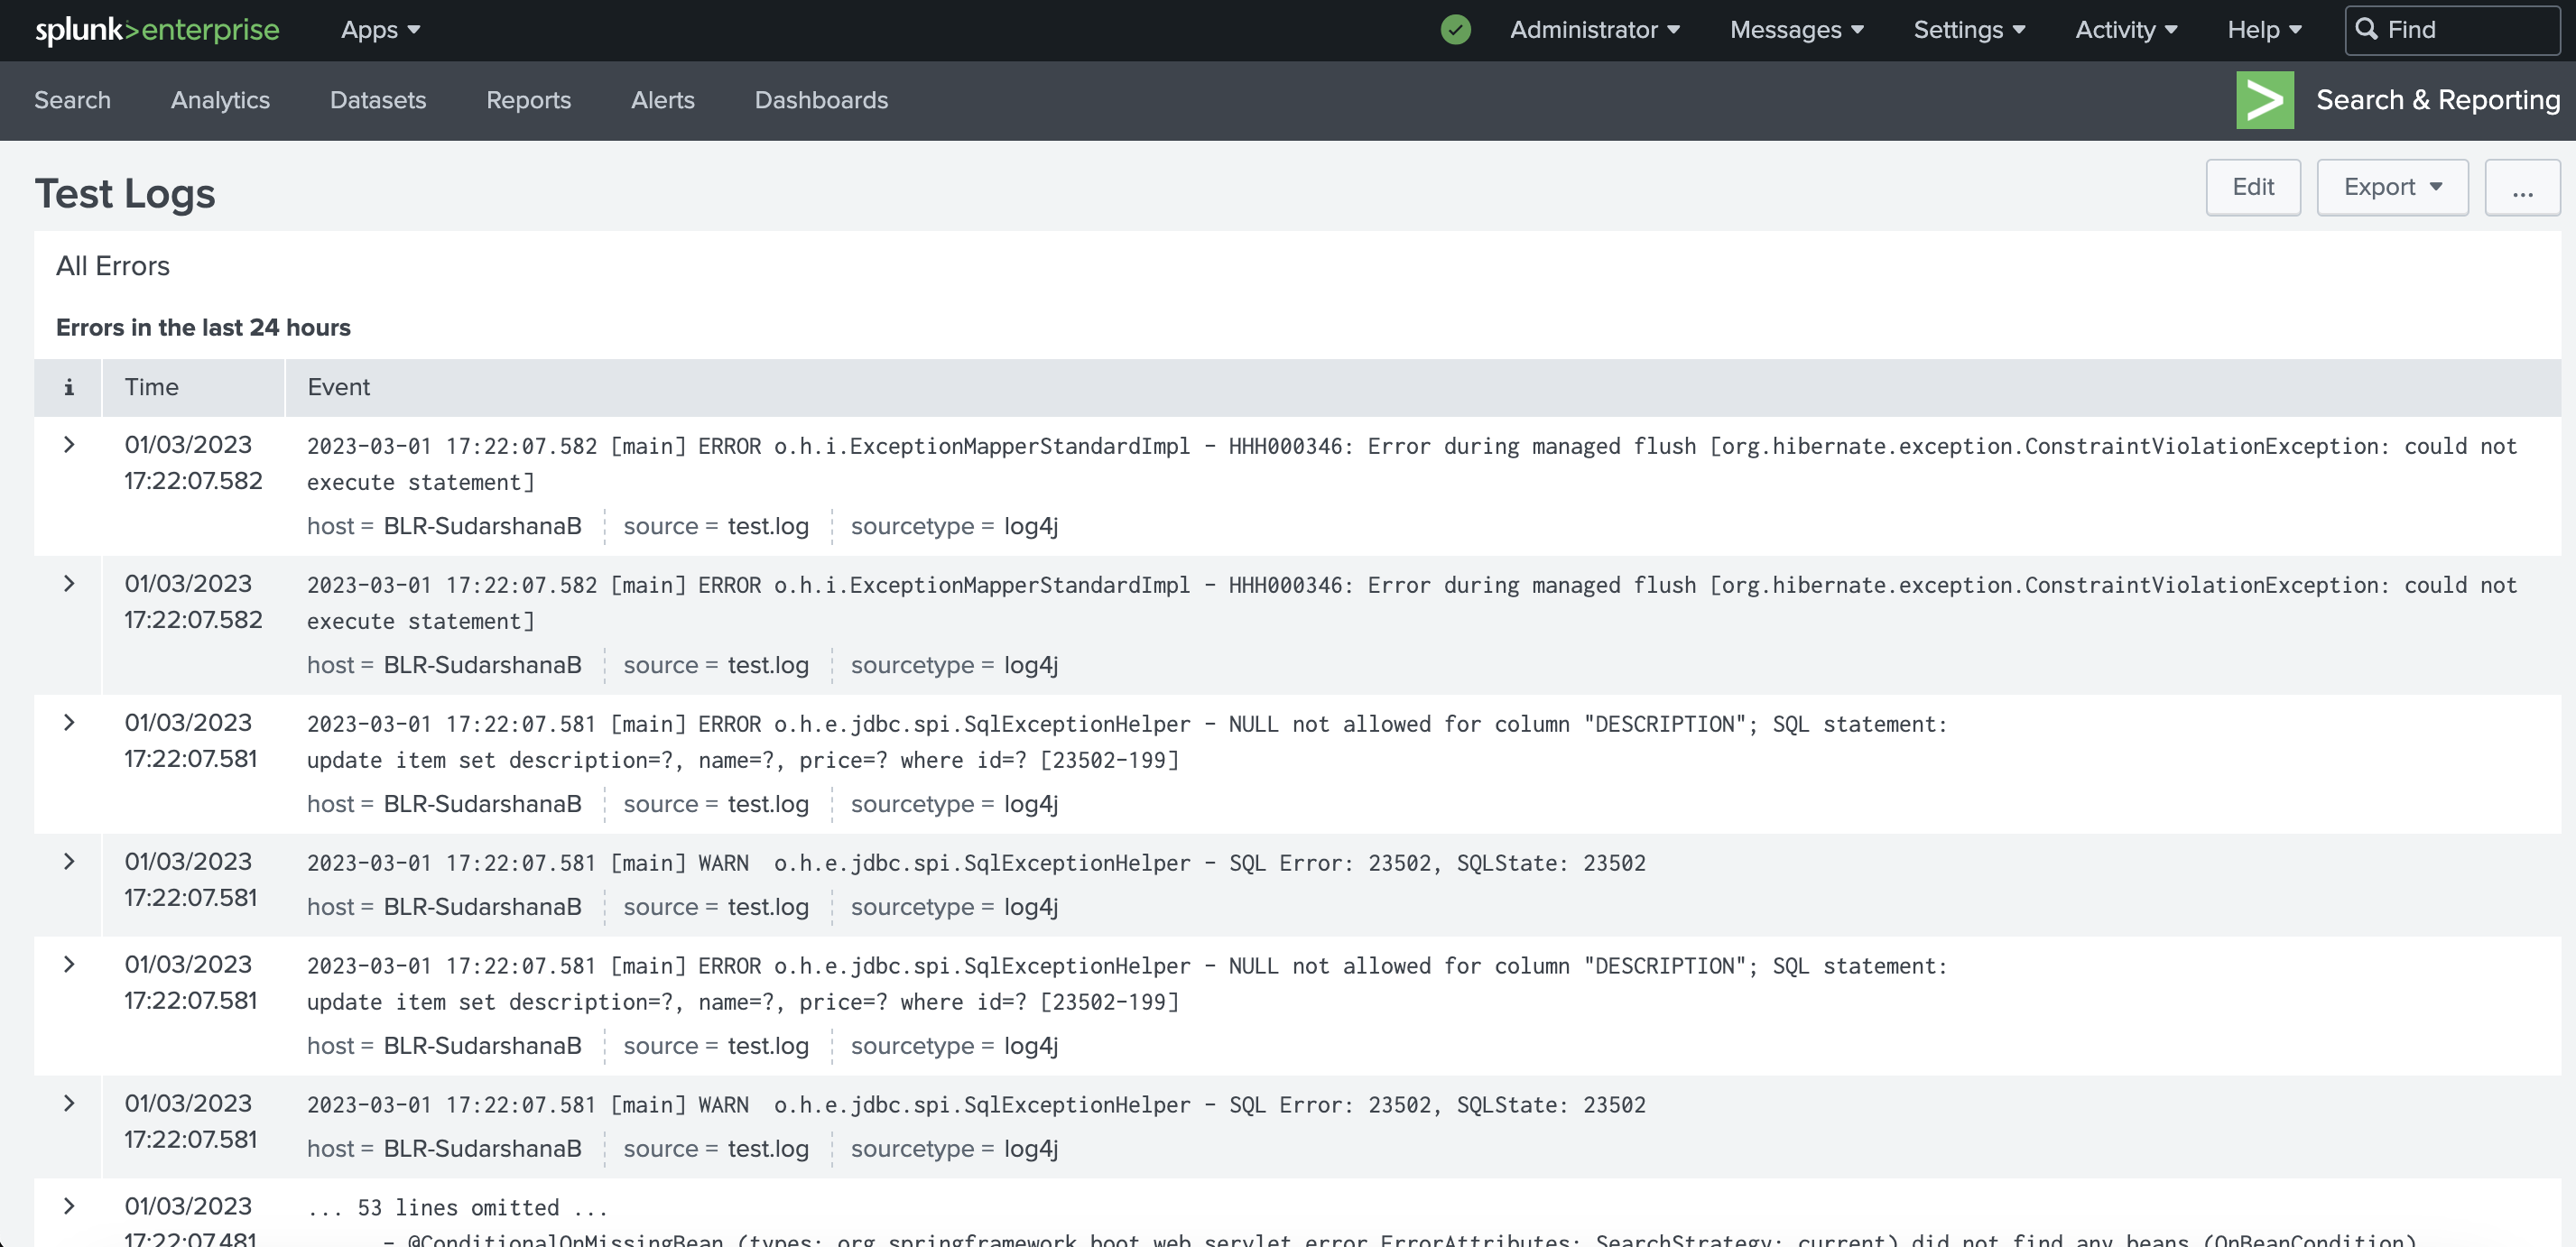 splunk>enterprise Apps Administrator Messages Settings Activity Help Find
Search Analytics Datasets Reports Alerts Dashboards Search & Reporting
Test Logs Edit Export ...
All Errors
Errors in the last 24 hours
i Time Event
01/03/2023 2023-03-01 17:22:07.582 [main] ERROR o.h.i.ExceptionMapperStandardImpl - HHH000346: Error during managed flush [org.hibernate.exception.ConstraintViolationException: could not
17:22:07.582 execute statement]
host = BLR-SudarshanaB source = test.log sourcetype = log4j
01/03/2023 2023-03-01 17:22:07.582 [main] ERROR o.h.i.ExceptionMapperStandardImpl - HHH000346: Error during managed flush [org.hibernate.exception.ConstraintViolationException: could not
17:22:07.582 execute statement]
host = BLR-SudarshanaB source = test.log sourcetype = log4j
01/03/2023 2023-03-01 17:22:07.581 [main] ERROR o.h.e.jdbc.spi.SqlExceptionHelper - NULL not allowed for column "DESCRIPTION"; SQL statement:
17:22:07.581 update item set description=?, name=?, price=? where id=? [23502-199]
host = BLR-SudarshanaB source = test.log sourcetype = log4j
01/03/2023 2023-03-01 17:22:07.581 [main] WARN  o.h.e.jdbc.spi.SqlExceptionHelper - SQL Error: 23502, SQLState: 23502
17:22:07.581 host = BLR-SudarshanaB source = test.log sourcetype = log4j
01/03/2023 2023-03-01 17:22:07.581 [main] ERROR o.h.e.jdbc.spi.SqlExceptionHelper - NULL not allowed for column "DESCRIPTION"; SQL statement:
17:22:07.581 update item set description=?, name=?, price=? where id=? [23502-199]
host = BLR-SudarshanaB source = test.log sourcetype = log4j
01/03/2023 2023-03-01 17:22:07.581 [main] WARN  o.h.e.jdbc.spi.SqlExceptionHelper - SQL Error: 23502, SQLState: 23502
17:22:07.581 host = BLR-SudarshanaB source = test.log sourcetype = log4j
01/03/2023 ... 53 lines omitted ...
17:22:07.481 - @ConditionalOnMissingBean (types: org.springframework.boot.web.servlet.error.ErrorAttributes; SearchStrategy: current) did not find any beans (OnBeanCondition)